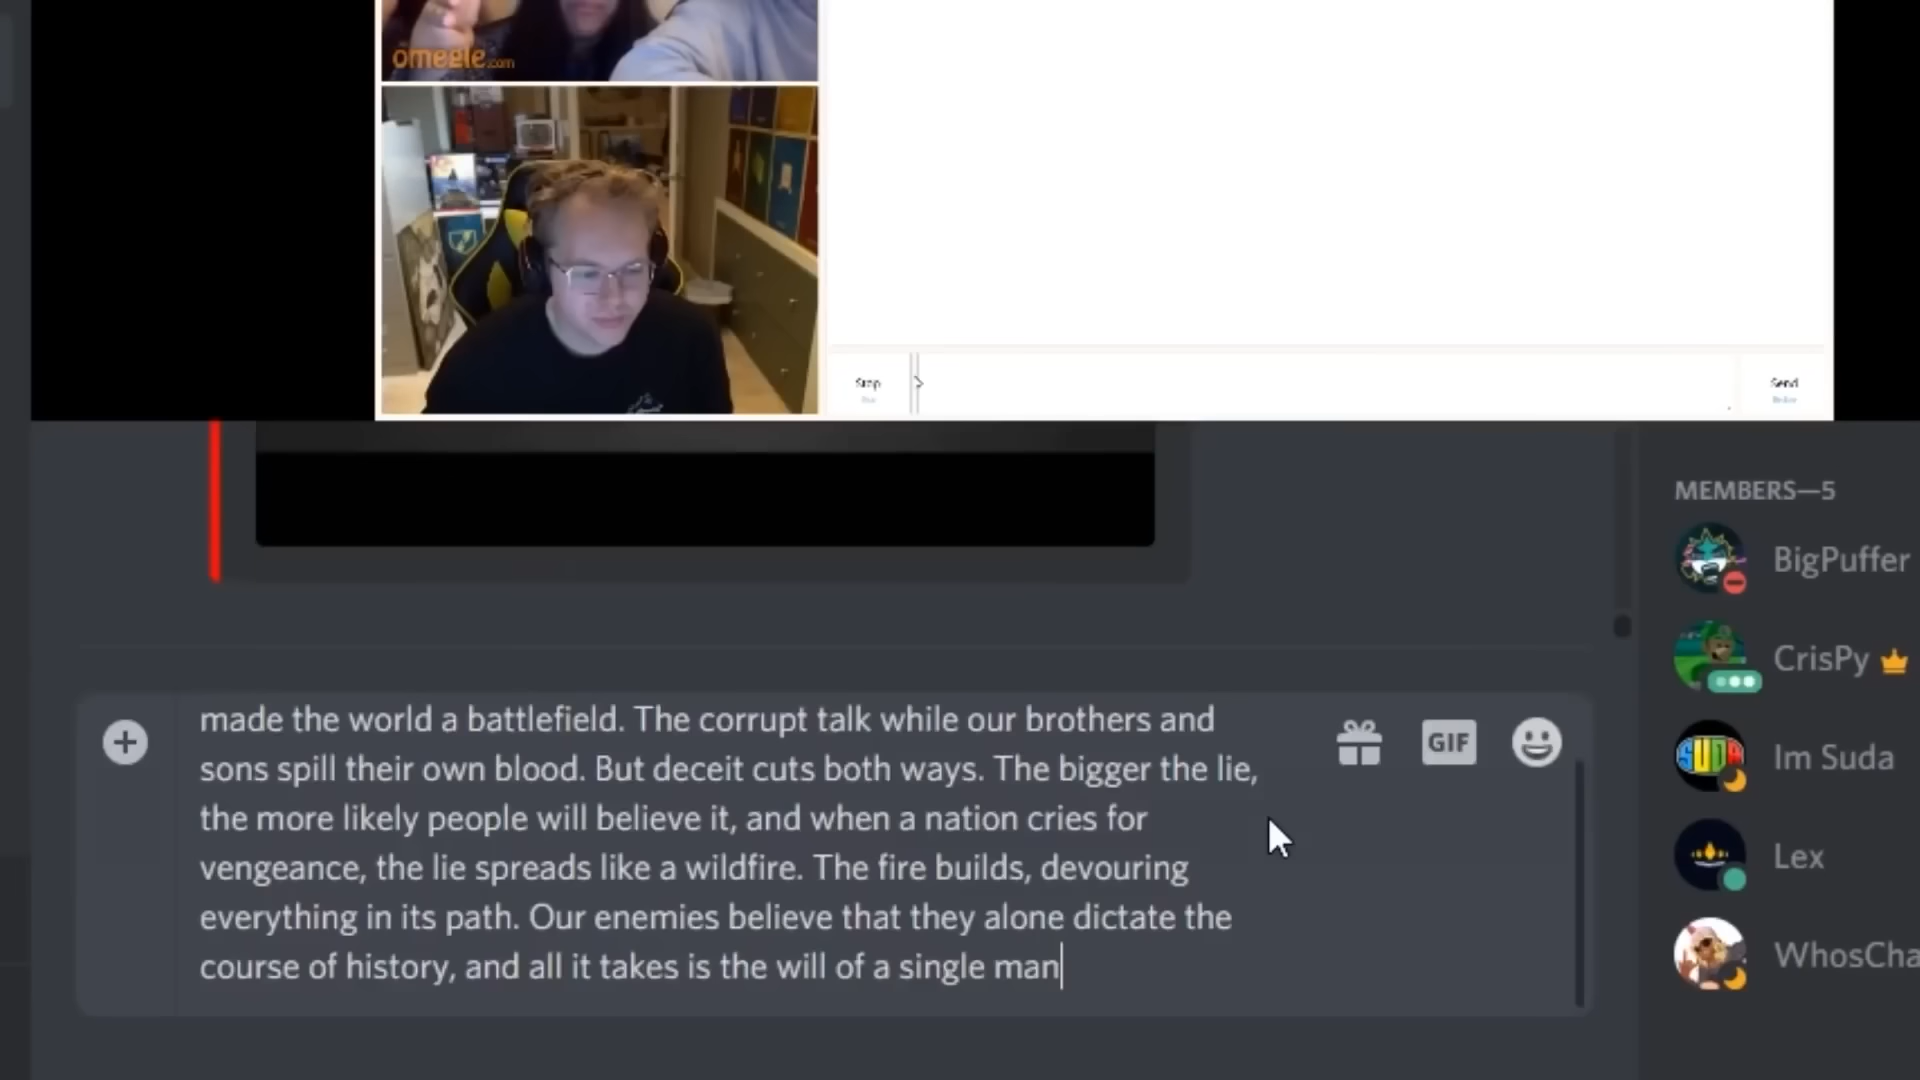 omegle.com
Stop
Send
MEMBERS—5
BigPuffer
CrisPy
Im Suda
Lex
WhosCha
SUDA
GIF
made the world a battlefield. The corrupt talk while our brothers and
sons spill their own blood. But deceit cuts both ways. The bigger the lie,
the more likely people will believe it, and when a nation cries for
vengeance, the lie spreads like a wildfire. The fire builds, devouring
everything in its path. Our enemies believe that they alone dictate the
course of history, and all it takes is the will of a single man